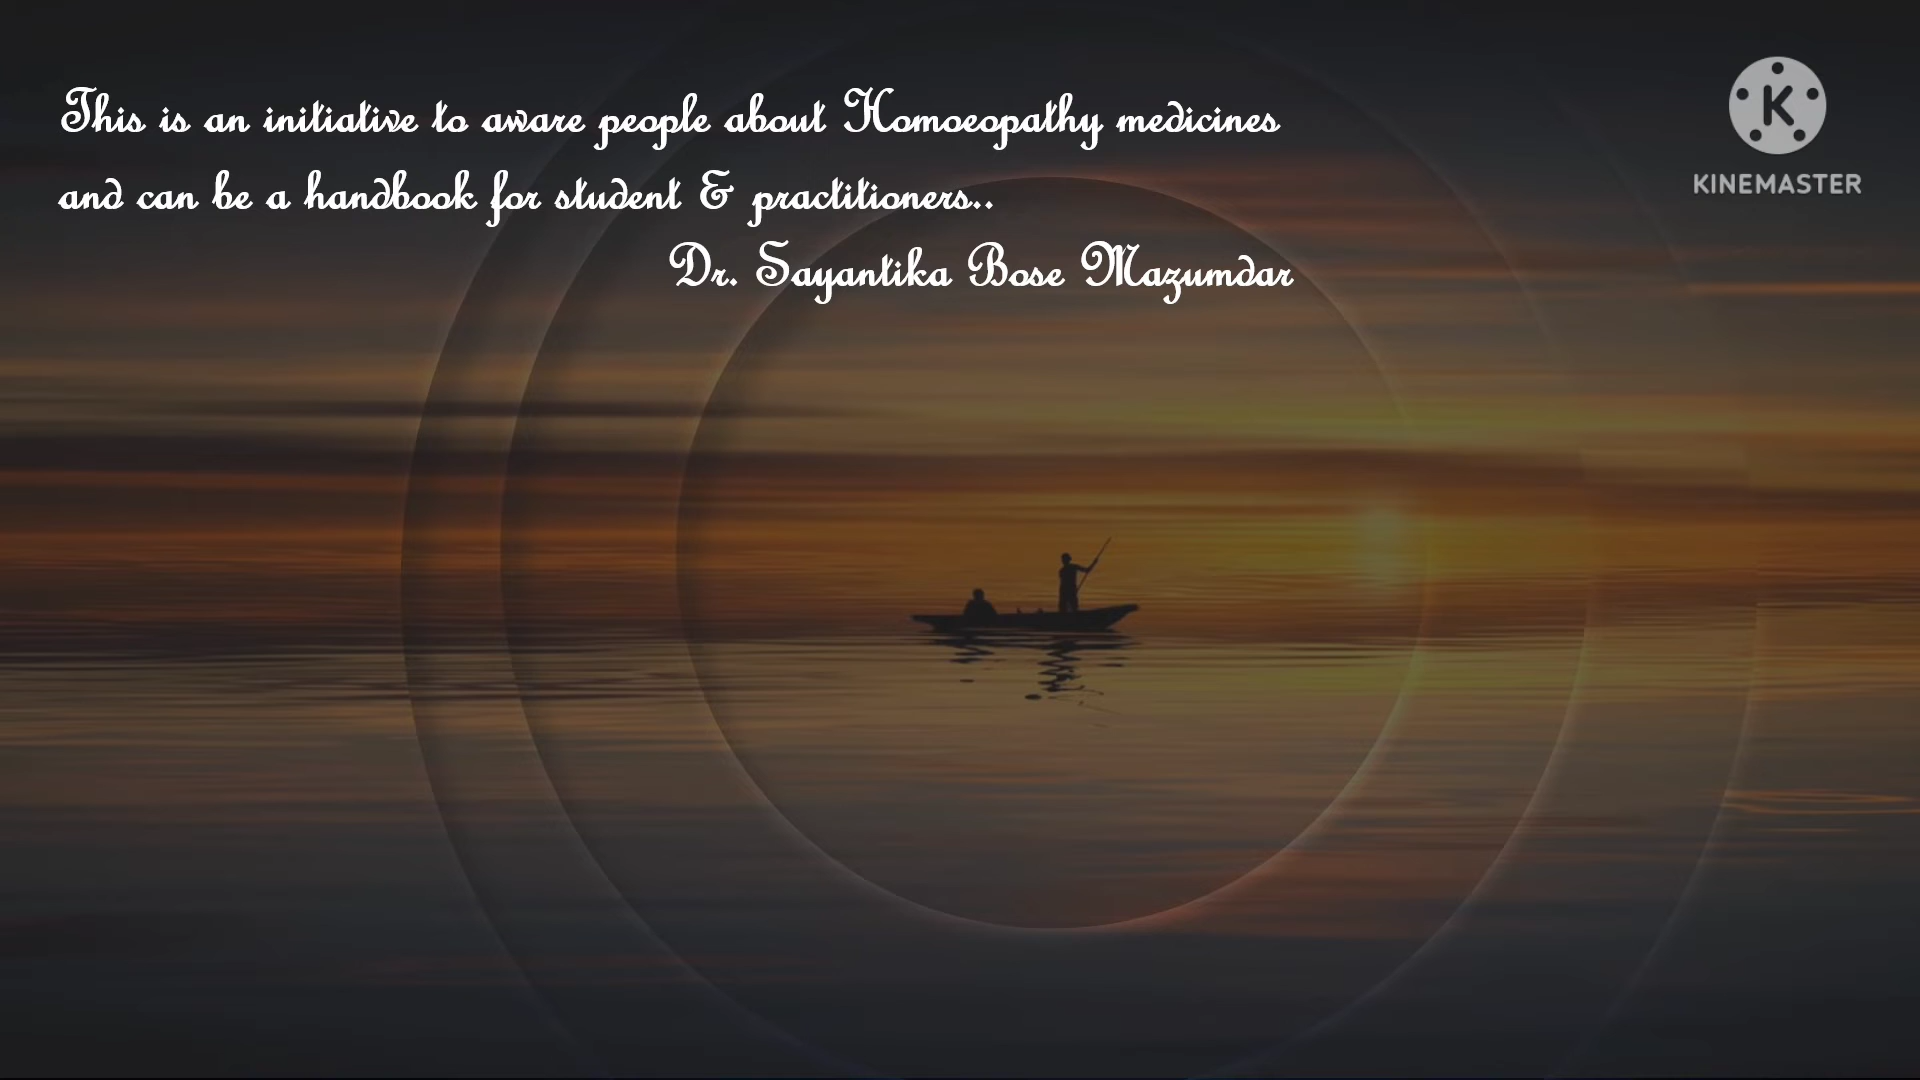 This is an initiative to aware people about Homoeopathy medicines
and can be a handbook for student & practitioners..
Dr. Sayantika Bose Mazumdar
K
KINEMASTER